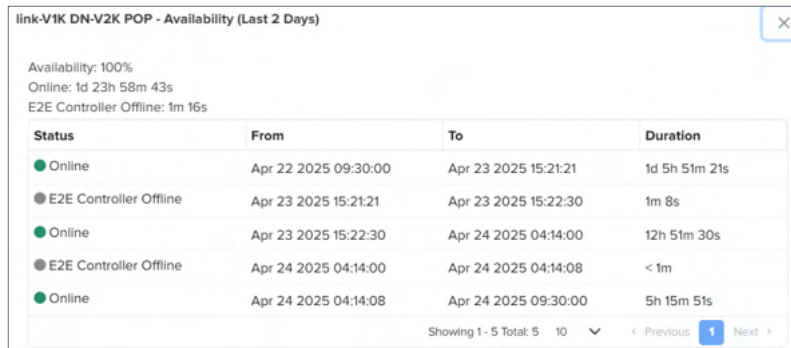 link-V1K DN-V2K POP - Availability (Last 2 Days)
Availability: 100%
Online: 1d 23h 58m 43s
E2E Controller Offline: 1m 16s
Status From To Duration
Online Apr 22 2025 09:30:00 Apr 23 2025 15:21:21 1d 5h 51m 21s
E2E Controller Offline Apr 23 2025 15:21:21 Apr 23 2025 15:22:30 1m 8s
Online Apr 23 2025 15:22:30 Apr 24 2025 04:14:00 12h 51m 30s
E2E Controller Offline Apr 24 2025 04:14:00 Apr 24 2025 04:14:08 < 1m
Online Apr 24 2025 04:14:08 Apr 24 2025 09:30:00 5h 15m 51s
Showing 1 - 5 Total: 5 10 < Previous 1 Next >